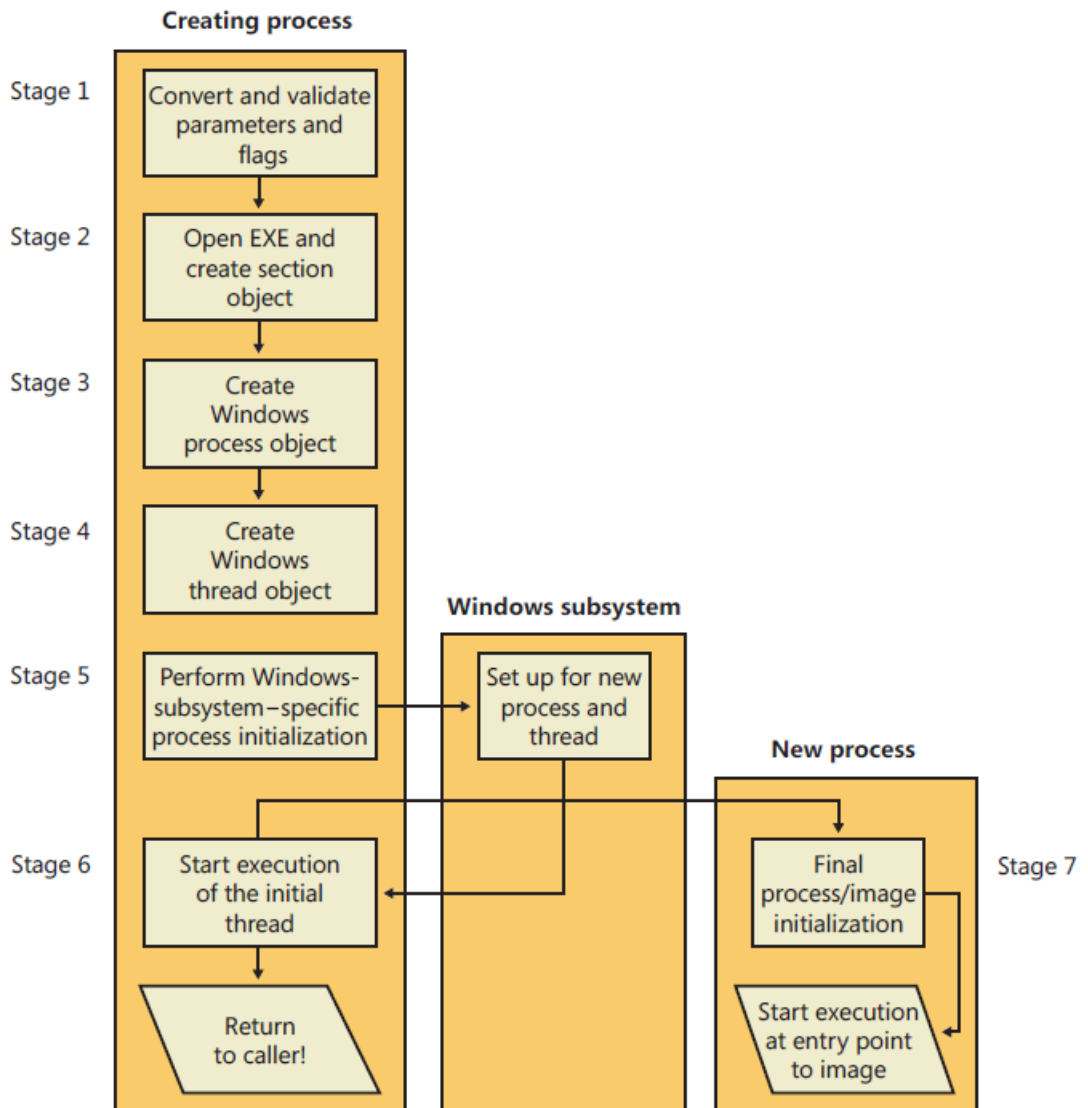 Creating process
Stage 1
Convert and validate
parameters and
flags
Stage 2
Open EXE and
create section
object
Stage 3
Create
Windows
process object
Stage 4
Create
Windows
thread object
Windows subsystem
Stage 5
Perform Windows-
subsystem–specific
process initialization
Set up for new
process and
thread
New process
Stage 6
Start execution
of the initial
thread
Final
process/image
initialization
Stage 7
Return
to caller!
Start execution
at entry point
to image